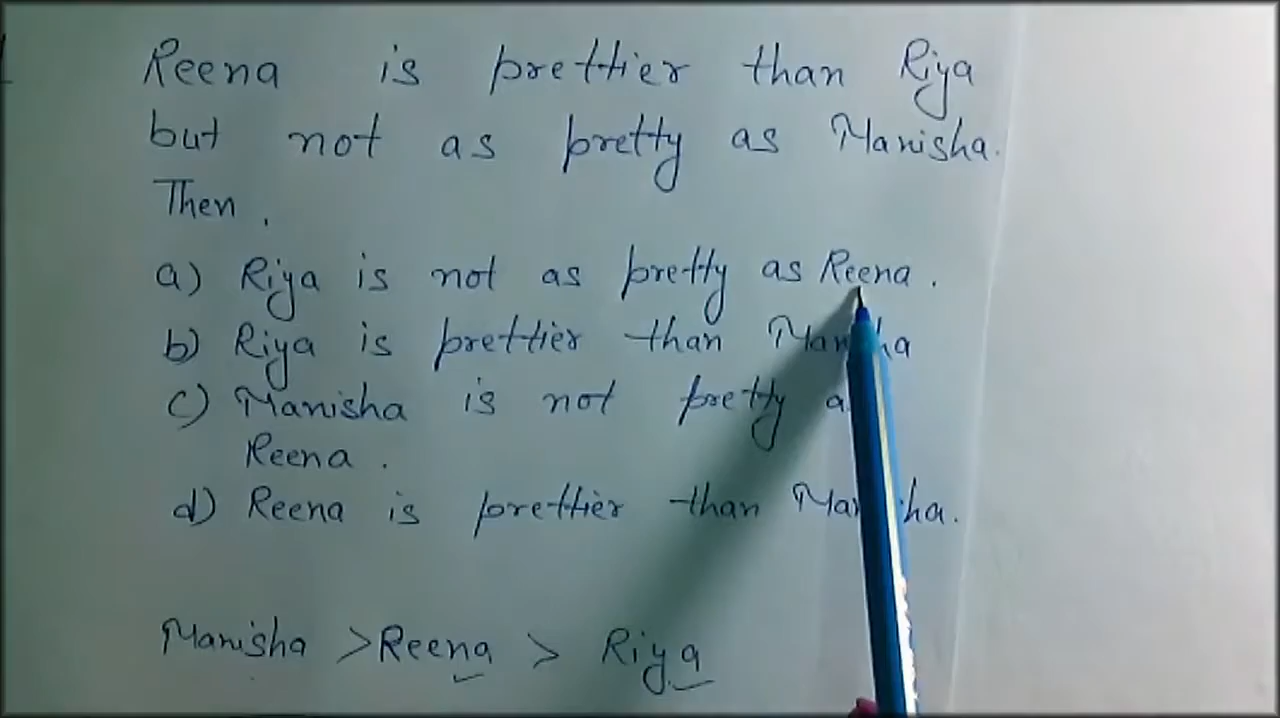 Reena is prettier than Riya
but not as pretty as Manisha.
Then,
a) Riya is not as pretty as Reena.
b) Riya is prettier than
c) Manisha is not pretty
Reena.
d) Reena is prettier than
Manisha > Reena > Riya